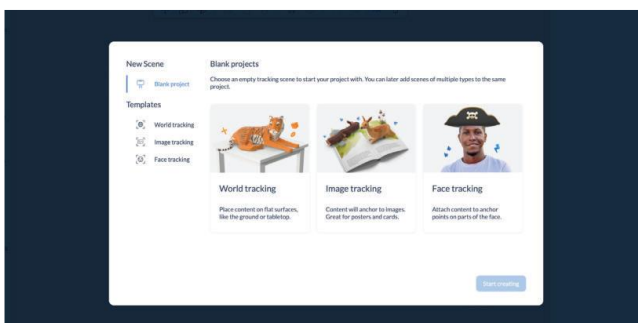 New Scene
Blank project
Templates
World tracking
Image tracking
Face tracking
Blank projects
Choose an empty tracking scene to start your project with. You can later add scenes of multiple types to the same
project.
World tracking
Place content on flat surfaces,
like the ground or tabletop.
Image tracking
Content will anchor to images.
Great for posters and cards.
Face tracking
Attach content to anchor
points on parts of the face.
Start creating